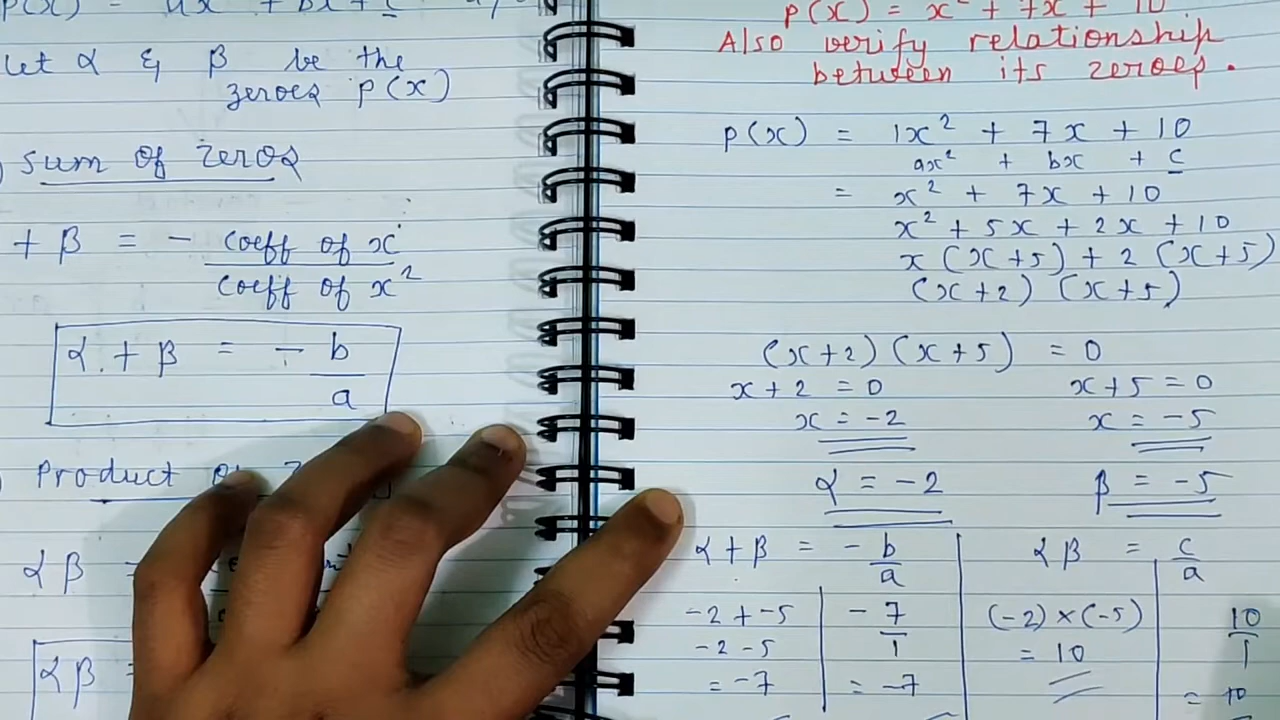 p(x) = ax² + bx + c
Let α & β be the
zeroes p(x)
sum of zeros
+ β = - coeff of x
coeff of x²
α + β = - b
a
Product
α β =
α β =
p(x) = x² + 7x + 10
Also verify relationship
between its zeroes.
p(x) = 1x² + 7x + 10
ax² + bx + c
= x² + 7x + 10
x² + 5x + 2x + 10
x (x+5) + 2 (x+5)
(x+2) (x+5)
(x+2) (x+5) = 0
x+2 = 0 x+5 = 0
x = -2 x = -5
α = -2 β = -5
α + β = - b/a αβ = c/a
-2 + -5 - 7/1 (-2) × (-5) 10/1
-2 -5 = 10
= -7 = -7 = 10